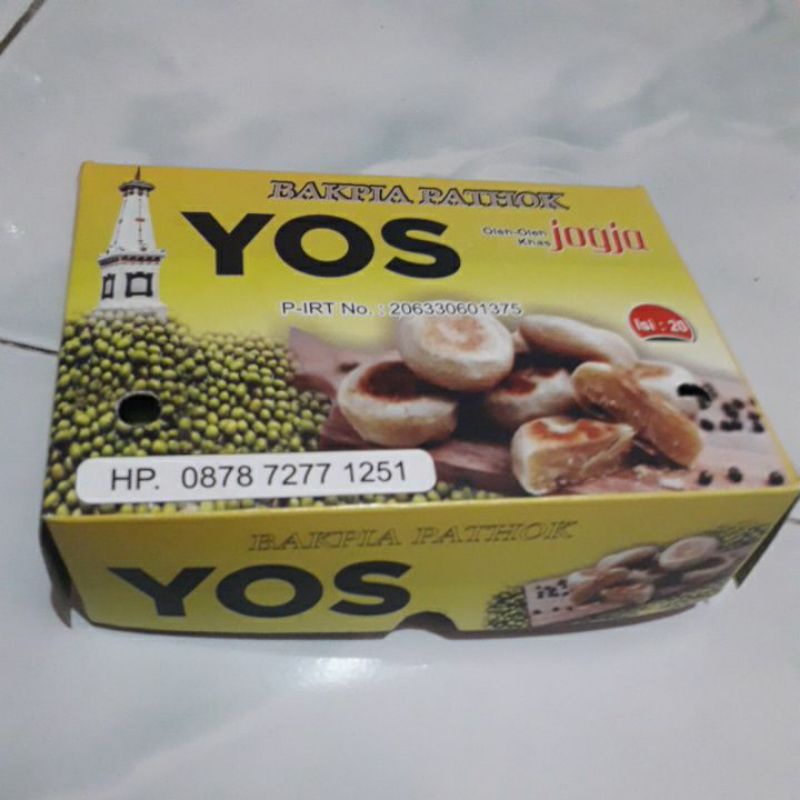 BAKPIA PATHOK
YOS
Oleh-Oleh
Khas jogja
P-IRT No. : 206330601375
Isi : 20
HP. 0878 7277 1251
BAKPIA PATHOK
YOS